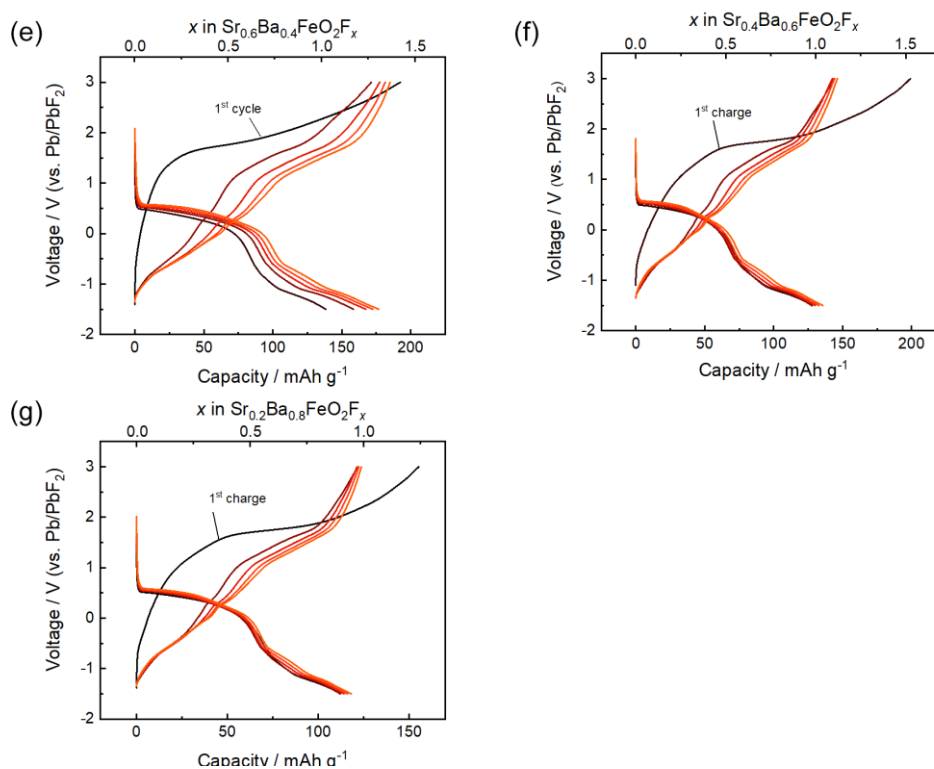 (e)
x in Sr₀.₆Ba₀.₄FeO₂Fₓ
0.0 0.5 1.0 1.5
Voltage / V (vs. Pb/PbF₂)
3
2
1
0
-1
-2
1ˢᵗ cycle
0 50 100 150 200
Capacity / mAh g⁻¹
(f)
x in Sr₀.₄Ba₀.₆FeO₂Fₓ
0.0 0.5 1.0 1.5
Voltage / V (vs. Pb/PbF₂)
3
2
1
0
-1
-2
1ˢᵗ charge
0 50 100 150 200
Capacity / mAh g⁻¹
(g)
x in Sr₀.₂Ba₀.₈FeO₂Fₓ
0.0 0.5 1.0
Voltage / V (vs. Pb/PbF₂)
3
2
1
0
-1
-2
1ˢᵗ charge
0 50 100 150
Capacity / mAh g⁻¹